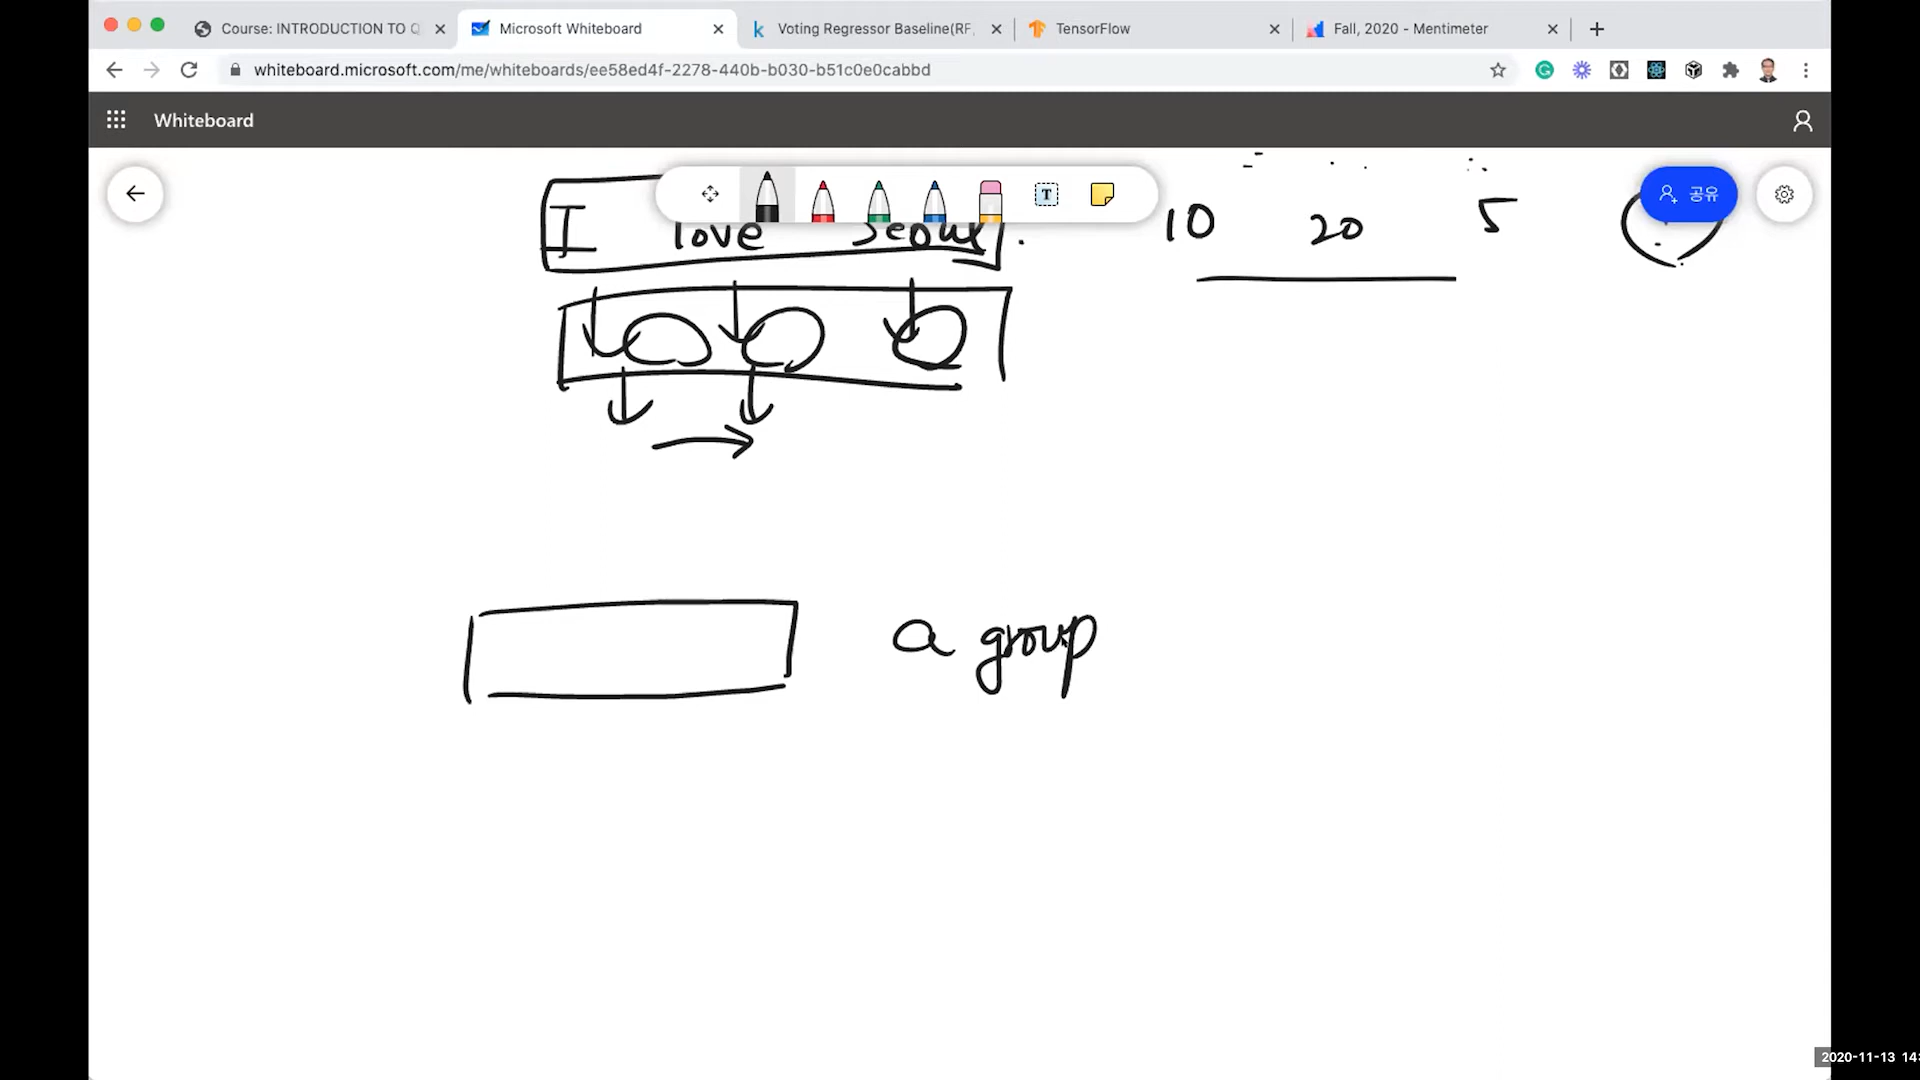 Course: INTRODUCTION TO Q
Microsoft Whiteboard
Voting Regressor Baseline(RF,
TensorFlow
Fall, 2020 - Mentimeter
whiteboard.microsoft.com/me/whiteboards/ee58ed4f-2278-440b-b030-b51c0e0cabbd
Whiteboard
공유
I love Seoul.
10 20 5
a group
2020-11-13 14: